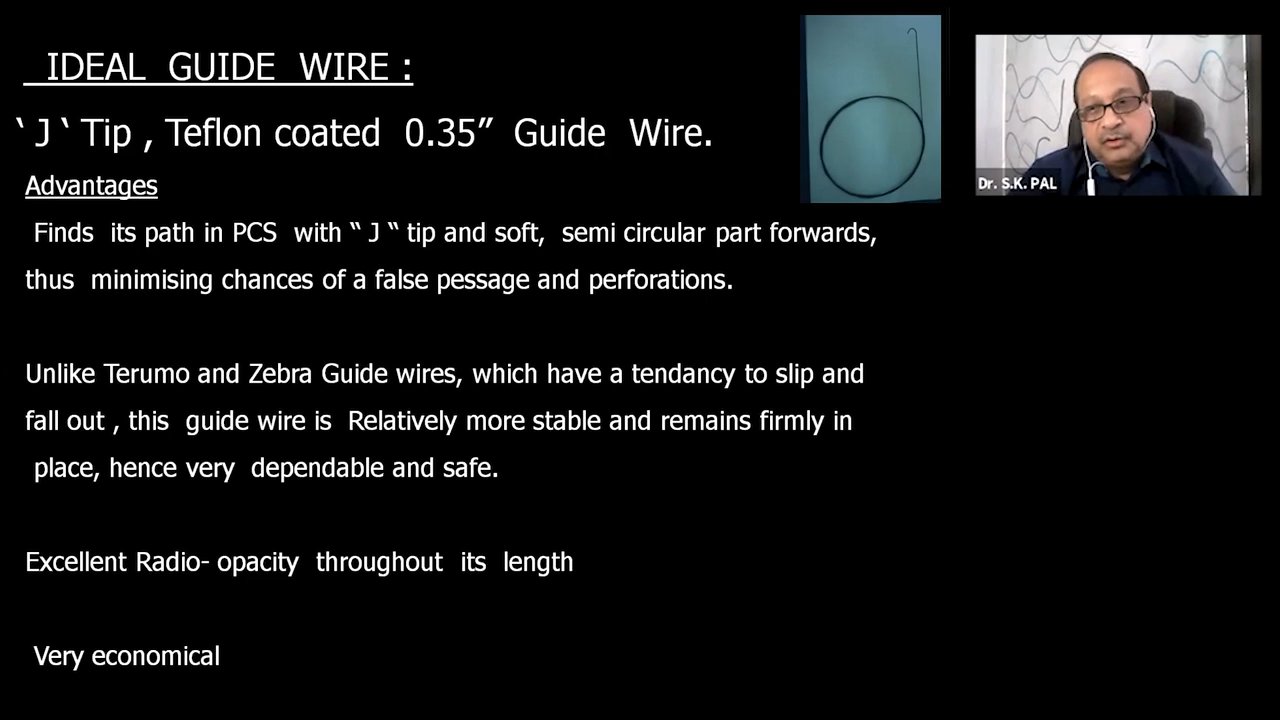 IDEAL GUIDE WIRE :
‘ J ‘ Tip , Teflon coated 0.35” Guide Wire.
Advantages
Finds its path in PCS with “ J “ tip and soft, semi circular part forwards,
thus minimising chances of a false pessage and perforations.
Unlike Terumo and Zebra Guide wires, which have a tendancy to slip and
fall out , this guide wire is Relatively more stable and remains firmly in
place, hence very dependable and safe.
Excellent Radio- opacity throughout its length
Very economical
Dr. S.K. PAL